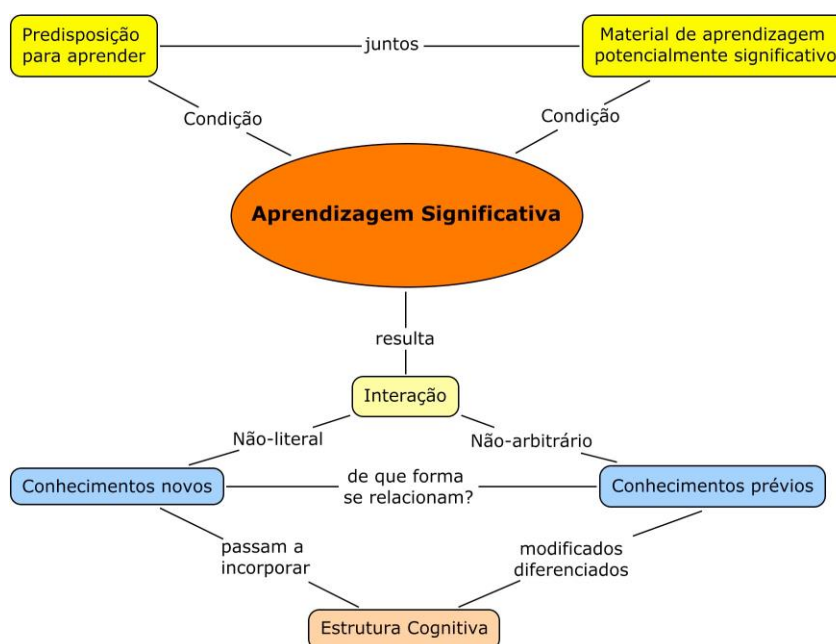 Predisposição
para aprender
juntos
Material de aprendizagem
potencialmente significativo
Condição
Condição
Aprendizagem Significativa
resulta
Interação
Não-literal
Não-arbitrário
Conhecimentos novos
de que forma
se relacionam?
Conhecimentos prévios
passam a
incorporar
modificados
diferenciados
Estrutura Cognitiva